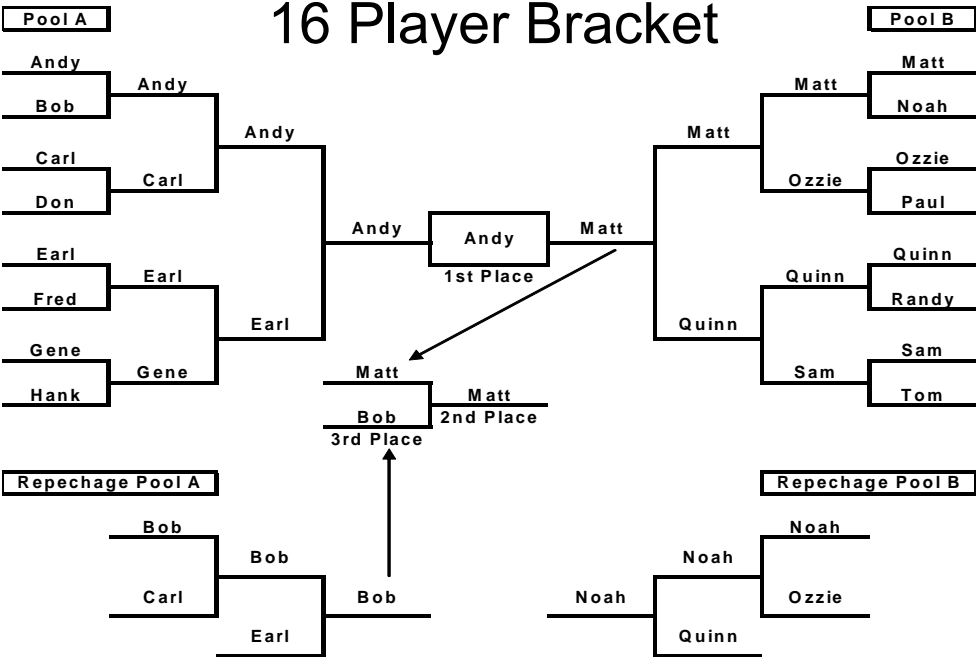 16 Player Bracket
Pool A
Pool B
Andy
Matt
Andy
Matt
Bob
Noah
Andy
Matt
Carl
Ozzie
Carl
Ozzie
Don
Paul
Andy
Andy
Matt
1st Place
Earl
Quinn
Earl
Quinn
Fred
Randy
Earl
Quinn
Gene
Sam
Gene
Sam
Hank
Tom
Matt
Matt
Bob
2nd Place
3rd Place
Repechage Pool A
Repechage Pool B
Bob
Noah
Bob
Noah
Carl
Bob
Noah
Ozzie
Earl
Quinn